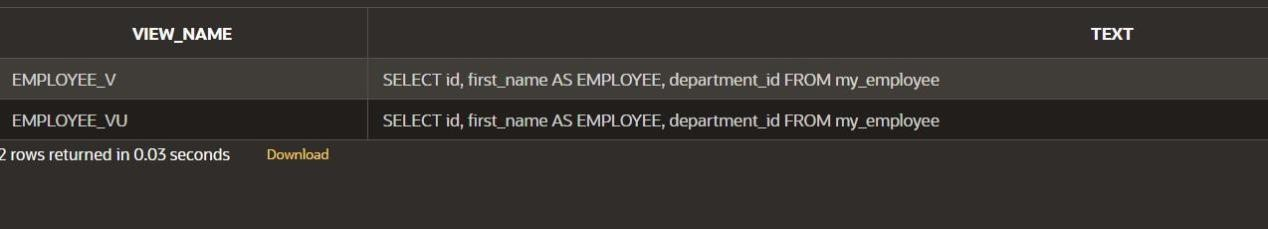 VIEW_NAME TEXT
EMPLOYEE_V SELECT id, first_name AS EMPLOYEE, department_id FROM my_employee
EMPLOYEE_VU SELECT id, first_name AS EMPLOYEE, department_id FROM my_employee
2 rows returned in 0.03 seconds Download